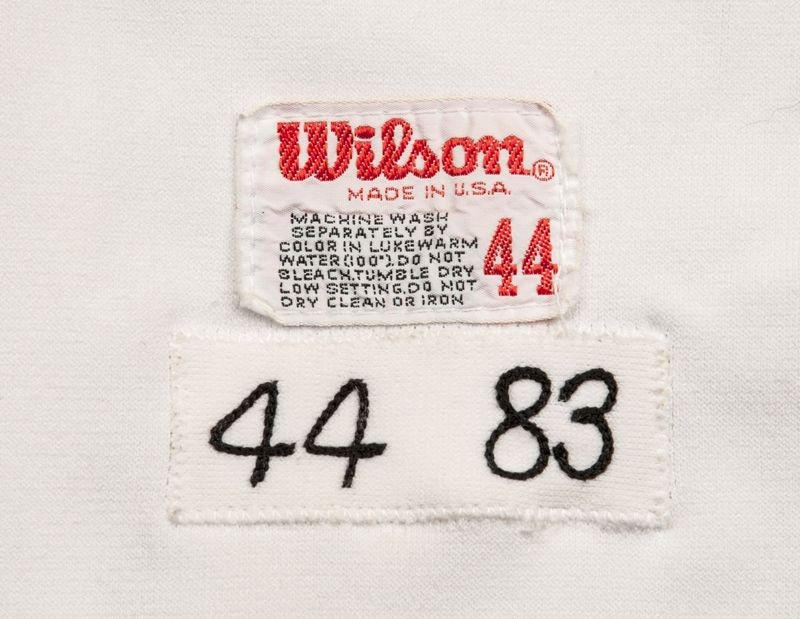 Wilson®
MADE IN U.S.A.
MACHINE WASH
SEPARATELY BY
COLOR IN LUKEWARM
WATER(100°).DO NOT
BLEACH.TUMBLE DRY
LOW SETTING.DO NOT
DRY CLEAN OR IRON
44
44 83